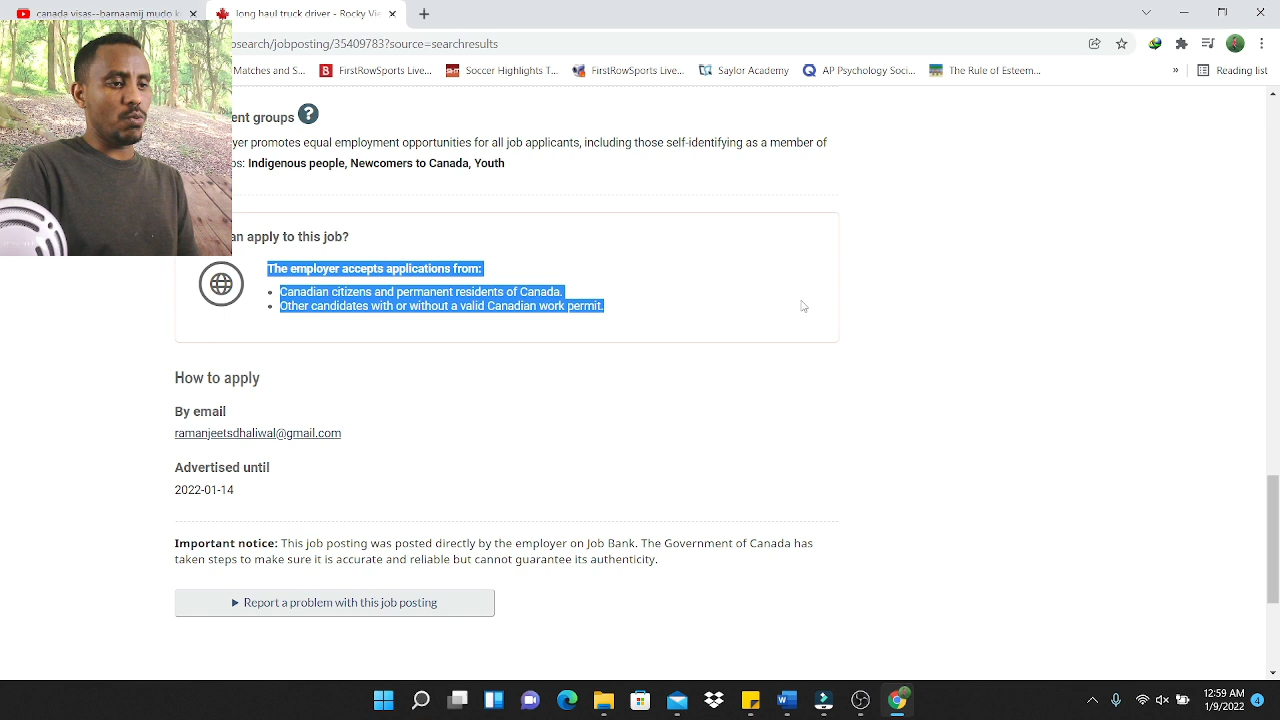 canada visas--barnaamij mudo k
haul truck driver - Rocky Vie
search/jobposting/35409783?source=searchresults
Matches and S...
FirstRowSports Live...
Soccer Highlights T...
FirstRowSports Live...
Saylor Academy
AP Psychology Soci...
The Rules of Esteem...
»
Reading list
ent groups ?
yer promotes equal employment opportunities for all job applicants, including those self-identifying as a member of
ps: Indigenous people, Newcomers to Canada, Youth
an apply to this job?
The employer accepts applications from:
Canadian citizens and permanent residents of Canada.
Other candidates with or without a valid Canadian work permit.
How to apply
By email
ramanjeetsdhaliwal@gmail.com
Advertised until
2022-01-14
Important notice: This job posting was posted directly by the employer on Job Bank. The Government of Canada has
taken steps to make sure it is accurate and reliable but cannot guarantee its authenticity.
Report a problem with this job posting
12:59 AM
1/9/2022
4